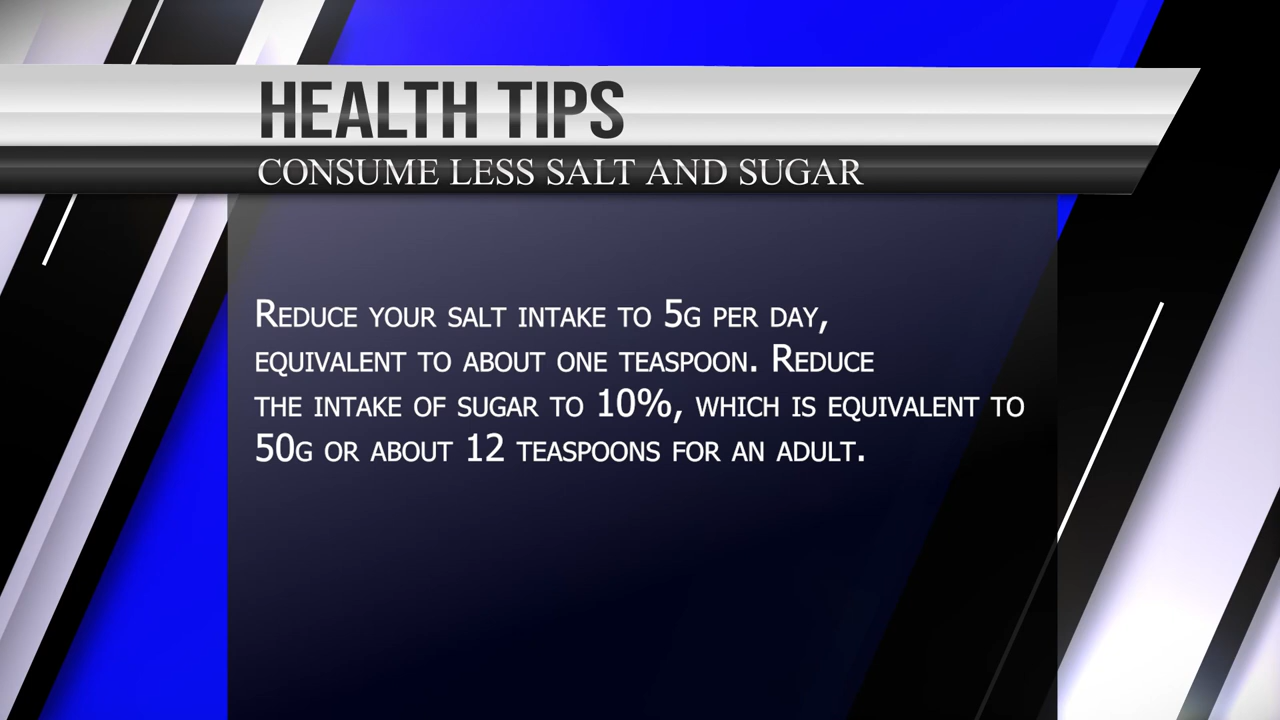 HEALTH TIPS
CONSUME LESS SALT AND SUGAR
Reduce your salt intake to 5g per day,
equivalent to about one teaspoon. Reduce
the intake of sugar to 10%, which is equivalent to
50g or about 12 teaspoons for an adult.